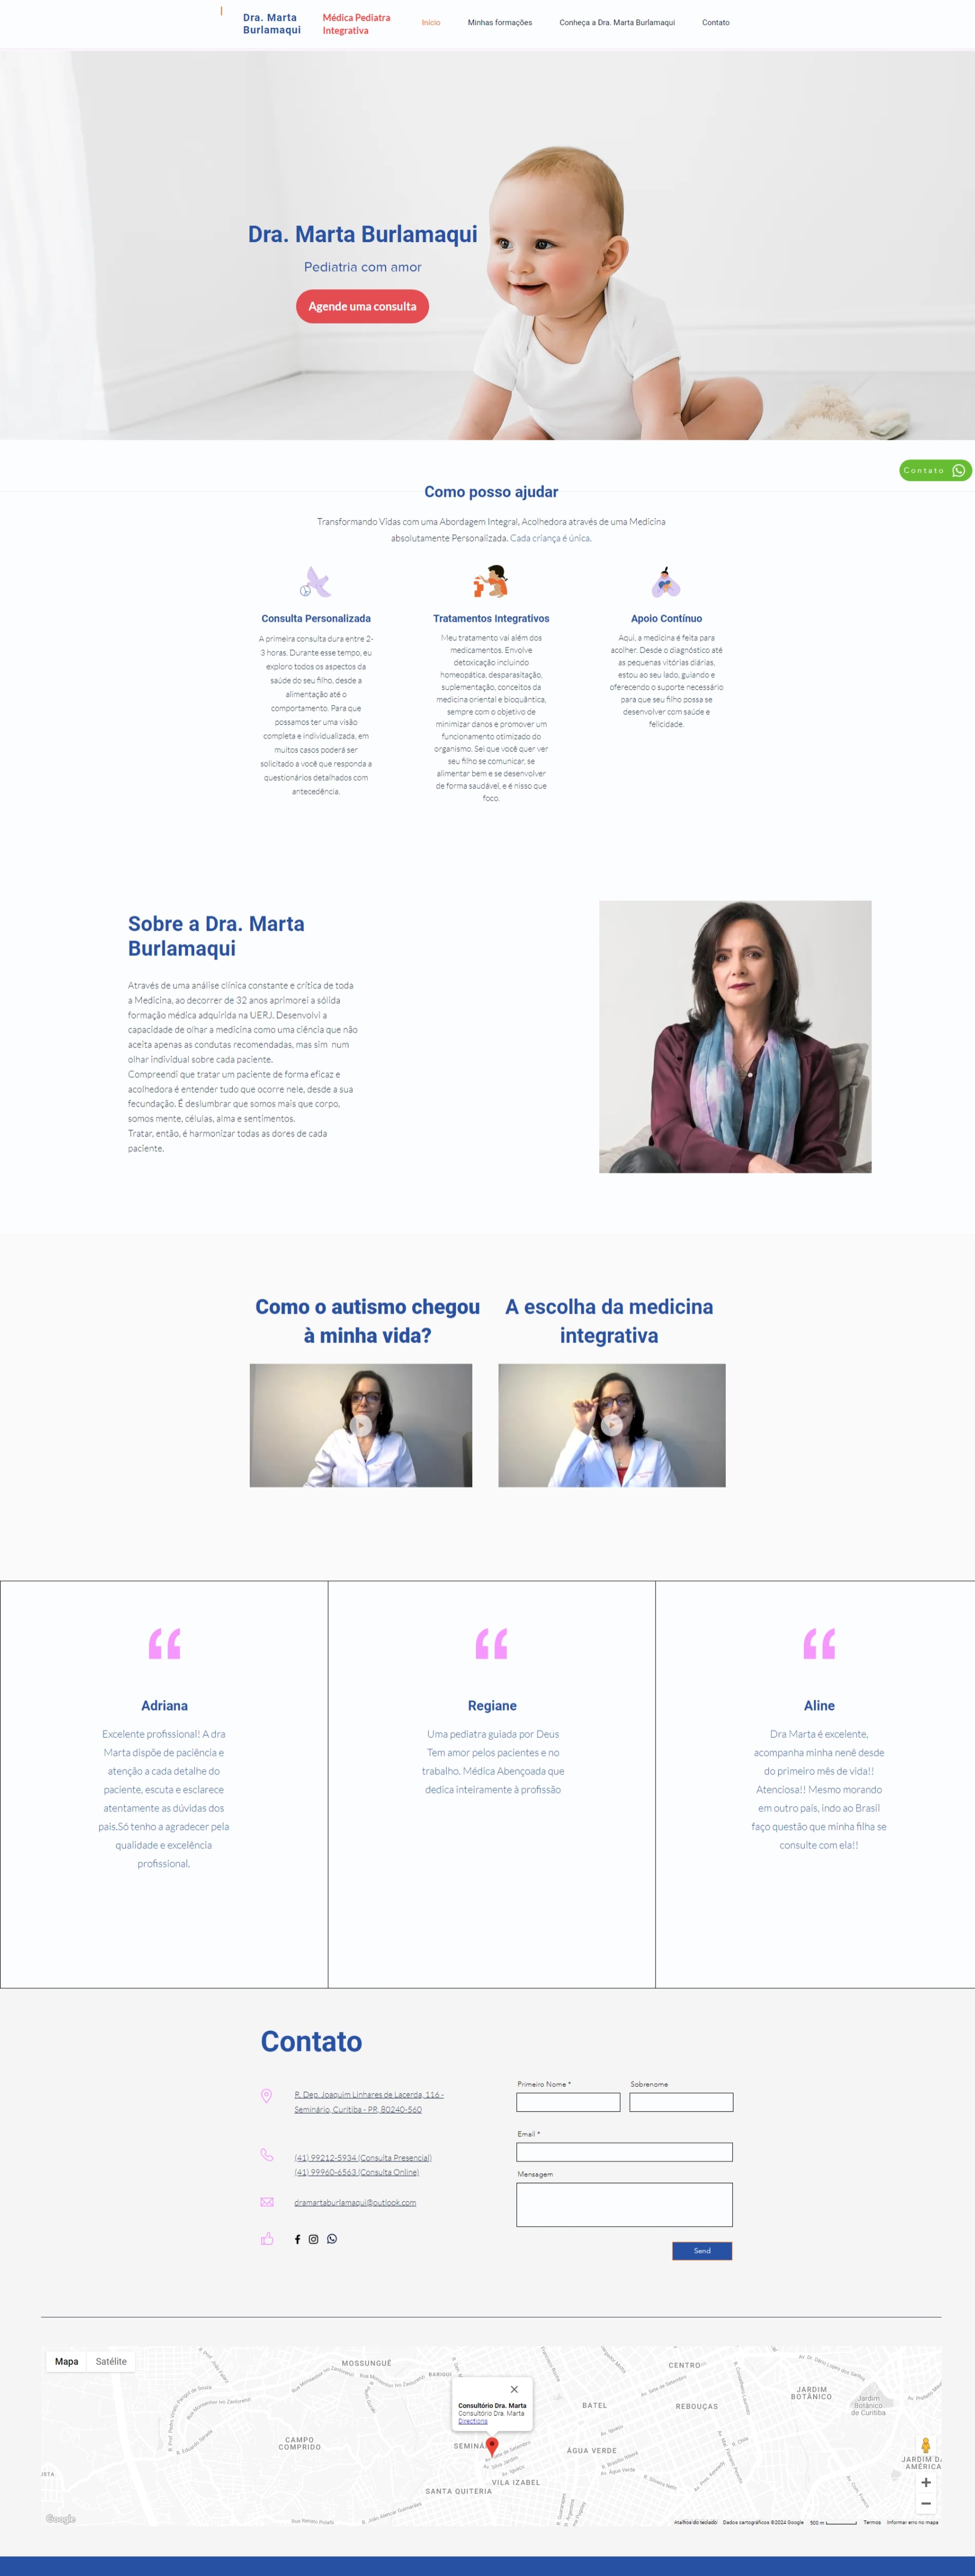 Dra. Marta
Burlamaqui
Médica Pediatra
Integrativa
Início
Minhas formações
Conheça a Dra. Marta Burlamaqui
Contato
Dra. Marta Burlamaqui
Pediatria com amor
Agende uma consulta
Contato
Como posso ajudar
Transformando Vidas com uma Abordagem Integral, Acolhedora através de uma Medicina
absolutamente Personalizada. Cada criança é única.
Consulta Personalizada
A primeira consulta dura entre 2-
3 horas. Durante esse tempo, eu
exploro todos os aspectos da
saúde do seu filho, desde a
alimentação até o
comportamento. Para que
possamos ter uma visão
completa e individualizada, em
muitos casos poderá ser
solicitado a você que responda a
questionários detalhados com
antecedência.
Tratamentos Integrativos
Meu tratamento vai além dos
medicamentos. Envolve
detoxicação incluindo
homeopática, desparasitação,
suplementação, conceitos da
medicina oriental e bioquântica,
sempre com o objetivo de
minimizar danos e promover um
funcionamento otimizado do
organismo. Sei que você quer ver
seu filho se comunicar, se
alimentar bem e se desenvolver
de forma saudável, e é nisso que
foco.
Apoio Contínuo
Aqui, a medicina é feita para
acolher. Desde o diagnóstico até
as pequenas vitórias diárias,
estou ao seu lado, guiando e
oferecendo o suporte necessário
para que seu filho possa se
desenvolver com saúde e
felicidade.
Sobre a Dra. Marta
Burlamaqui
Através de uma análise clínica constante e crítica de toda
a Medicina, ao decorrer de 32 anos aprimorei a sólida
formação médica adquirida na UERJ. Desenvolvi a
capacidade de olhar a medicina como uma ciência que não
aceita apenas as condutas recomendadas, mas sim num
olhar individual sobre cada paciente.
Compreendi que tratar um paciente de forma eficaz e
acolhedora é entender tudo que ocorre nele, desde a sua
fecundação. É deslumbrar que somos mais que corpo,
somos mente, células, alma e sentimentos.
Tratar, então, é harmonizar todas as dores de cada
paciente.
Como o autismo chegou
à minha vida?
A escolha da medicina
integrativa
Adriana
Excelente profissional! A dra
Marta dispõe de paciência e
atenção a cada detalhe do
paciente, escuta e esclarece
atentamente as dúvidas dos
pais.Só tenho a agradecer pela
qualidade e excelência
profissional.
Regiane
Uma pediatra guiada por Deus
Tem amor pelos pacientes e no
trabalho. Médica Abençoada que
dedica inteiramente à profissão
Aline
Dra Marta é excelente,
acompanha minha nenê desde
do primeiro mês de vida!!
Atenciosa!! Mesmo morando
em outro país, indo ao Brasil
faço questão que minha filha se
consulte com ela!!
Contato
R. Dep. Joaquim Linhares de Lacerda, 116 -
Seminário, Curitiba - PR, 80240-560
(41) 99212-5934 (Consulta Presencial)
(41) 99960-6563 (Consulta Online)
dramartaburlamaqui@outlook.com
Primeiro Nome *
Sobrenome
Email *
Mensagem
Send
Mapa
Satélite
MOSSUNGUÊ
BARIGUI
CENTRO
JARDIM
BOTÂNICO
Jardim
Botânico
de Curitiba
Consultório Dra. Marta
Consultório Dra. Marta
Directions
BATEL
REBOUÇAS
CAMPO
COMPRIDO
SEMINÁ
ÁGUA VERDE
JARDIM DA
AMÉRICA
VILA IZABEL
SANTA QUITERIA
Google
Atalhos do teclado
Dados cartográficos ©2024 Google
500 m
Termos
Informar erro no mapa